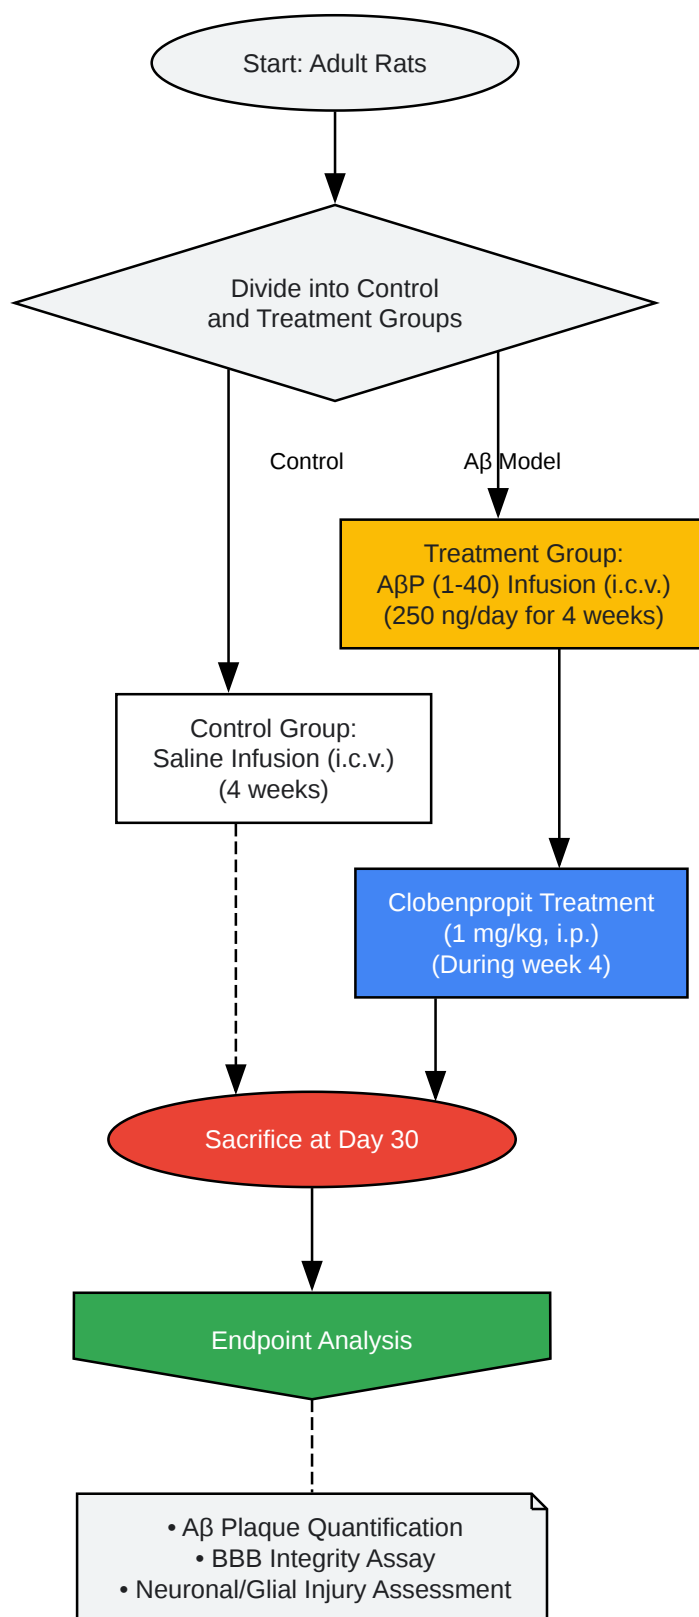 Start: Adult Rats
Divide into Control
and Treatment Groups
Control
Aβ Model
Treatment Group:
AβP (1-40) Infusion (i.c.v.)
(250 ng/day for 4 weeks)
Control Group:
Saline Infusion (i.c.v.)
(4 weeks)
Clobenpropit Treatment
(1 mg/kg, i.p.)
(During week 4)
Sacrifice at Day 30
Endpoint Analysis
• Aβ Plaque Quantification
• BBB Integrity Assay
• Neuronal/Glial Injury Assessment